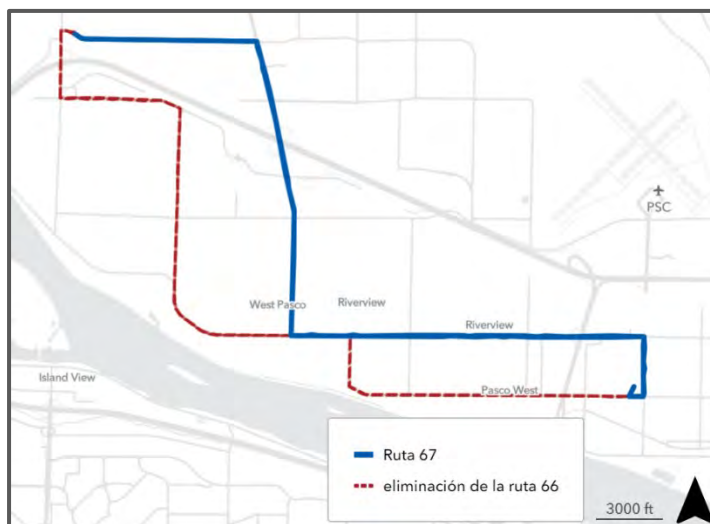 PSC
West Pasco
Riverview
Riverview
Island View
Pasco West
Ruta 67
eliminación de la ruta 66
3000 ft